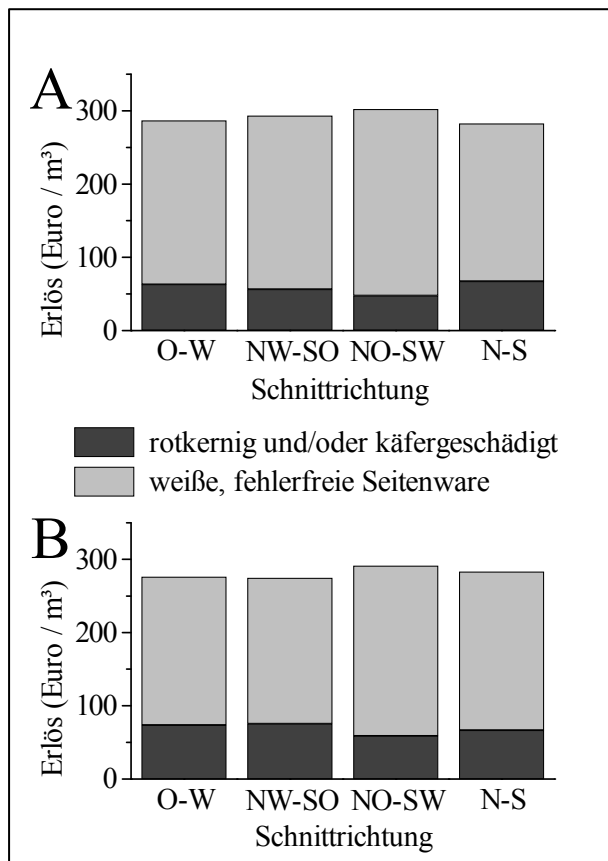 A
Erlös (Euro / m³)
300
200
100
0
O-W NW-SO NO-SW N-S
Schnittrichtung
rotkernig und/oder käfergeschädigt
weiße, fehlerfreie Seitenware
B
Erlös (Euro / m³)
300
200
100
0
O-W NW-SO NO-SW N-S
Schnittrichtung